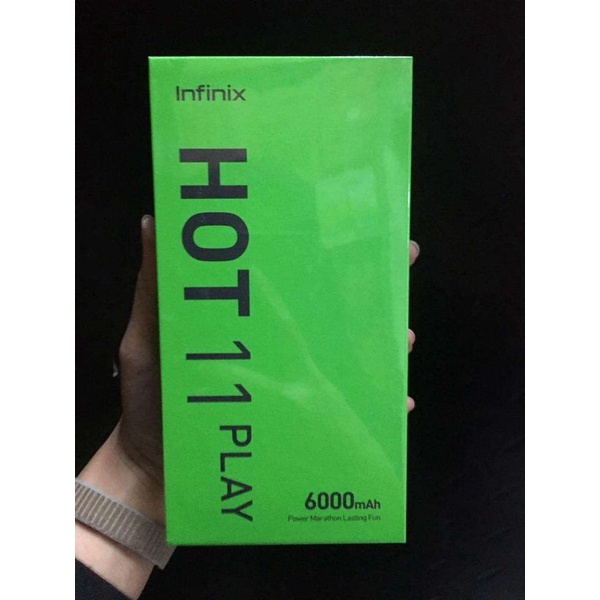 Infinix
HOT 11 PLAY
6000mAh
Power Marathon Lasting Fun